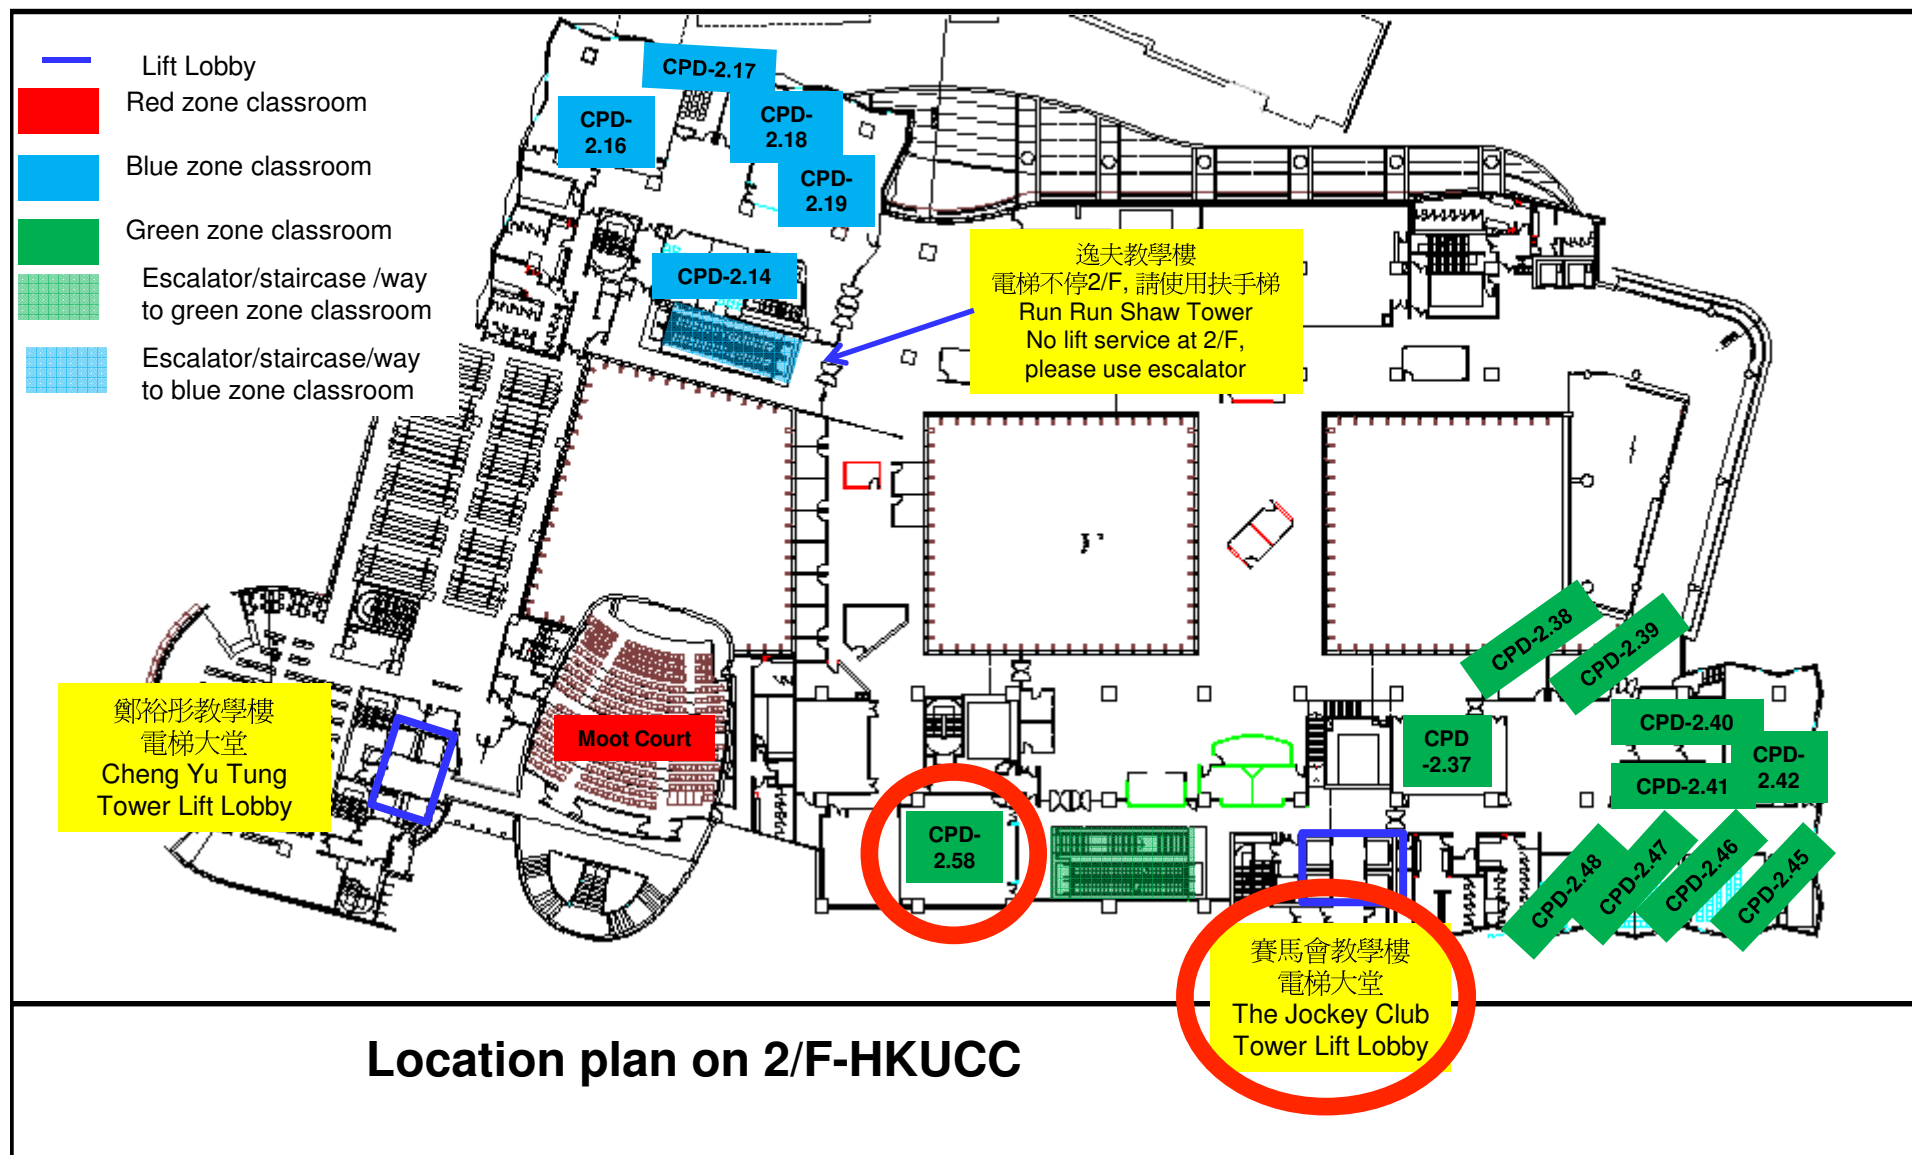 Lift Lobby
Red zone classroom
Blue zone classroom
Green zone classroom
Escalator/staircase /way
to green zone classroom
Escalator/staircase/way
to blue zone classroom
CPD-2.17
CPD-
2.16
CPD-
2.18
CPD-
2.19
CPD-2.14
逸夫教學樓
電梯不停2/F, 請使用扶手梯
Run Run Shaw Tower
No lift service at 2/F,
please use escalator
CPD-2.38
CPD-2.39
鄭裕彤教學樓
電梯大堂
Cheng Yu Tung
Tower Lift Lobby
Moot Court
CPD
-2.37
CPD-2.40
CPD-
2.42
CPD-2.41
CPD-
2.58
CPD-2.48
CPD-2.47
CPD-2.46
CPD-2.45
賽馬會教學樓
電梯大堂
The Jockey Club
Tower Lift Lobby
Location plan on 2/F-HKUCC